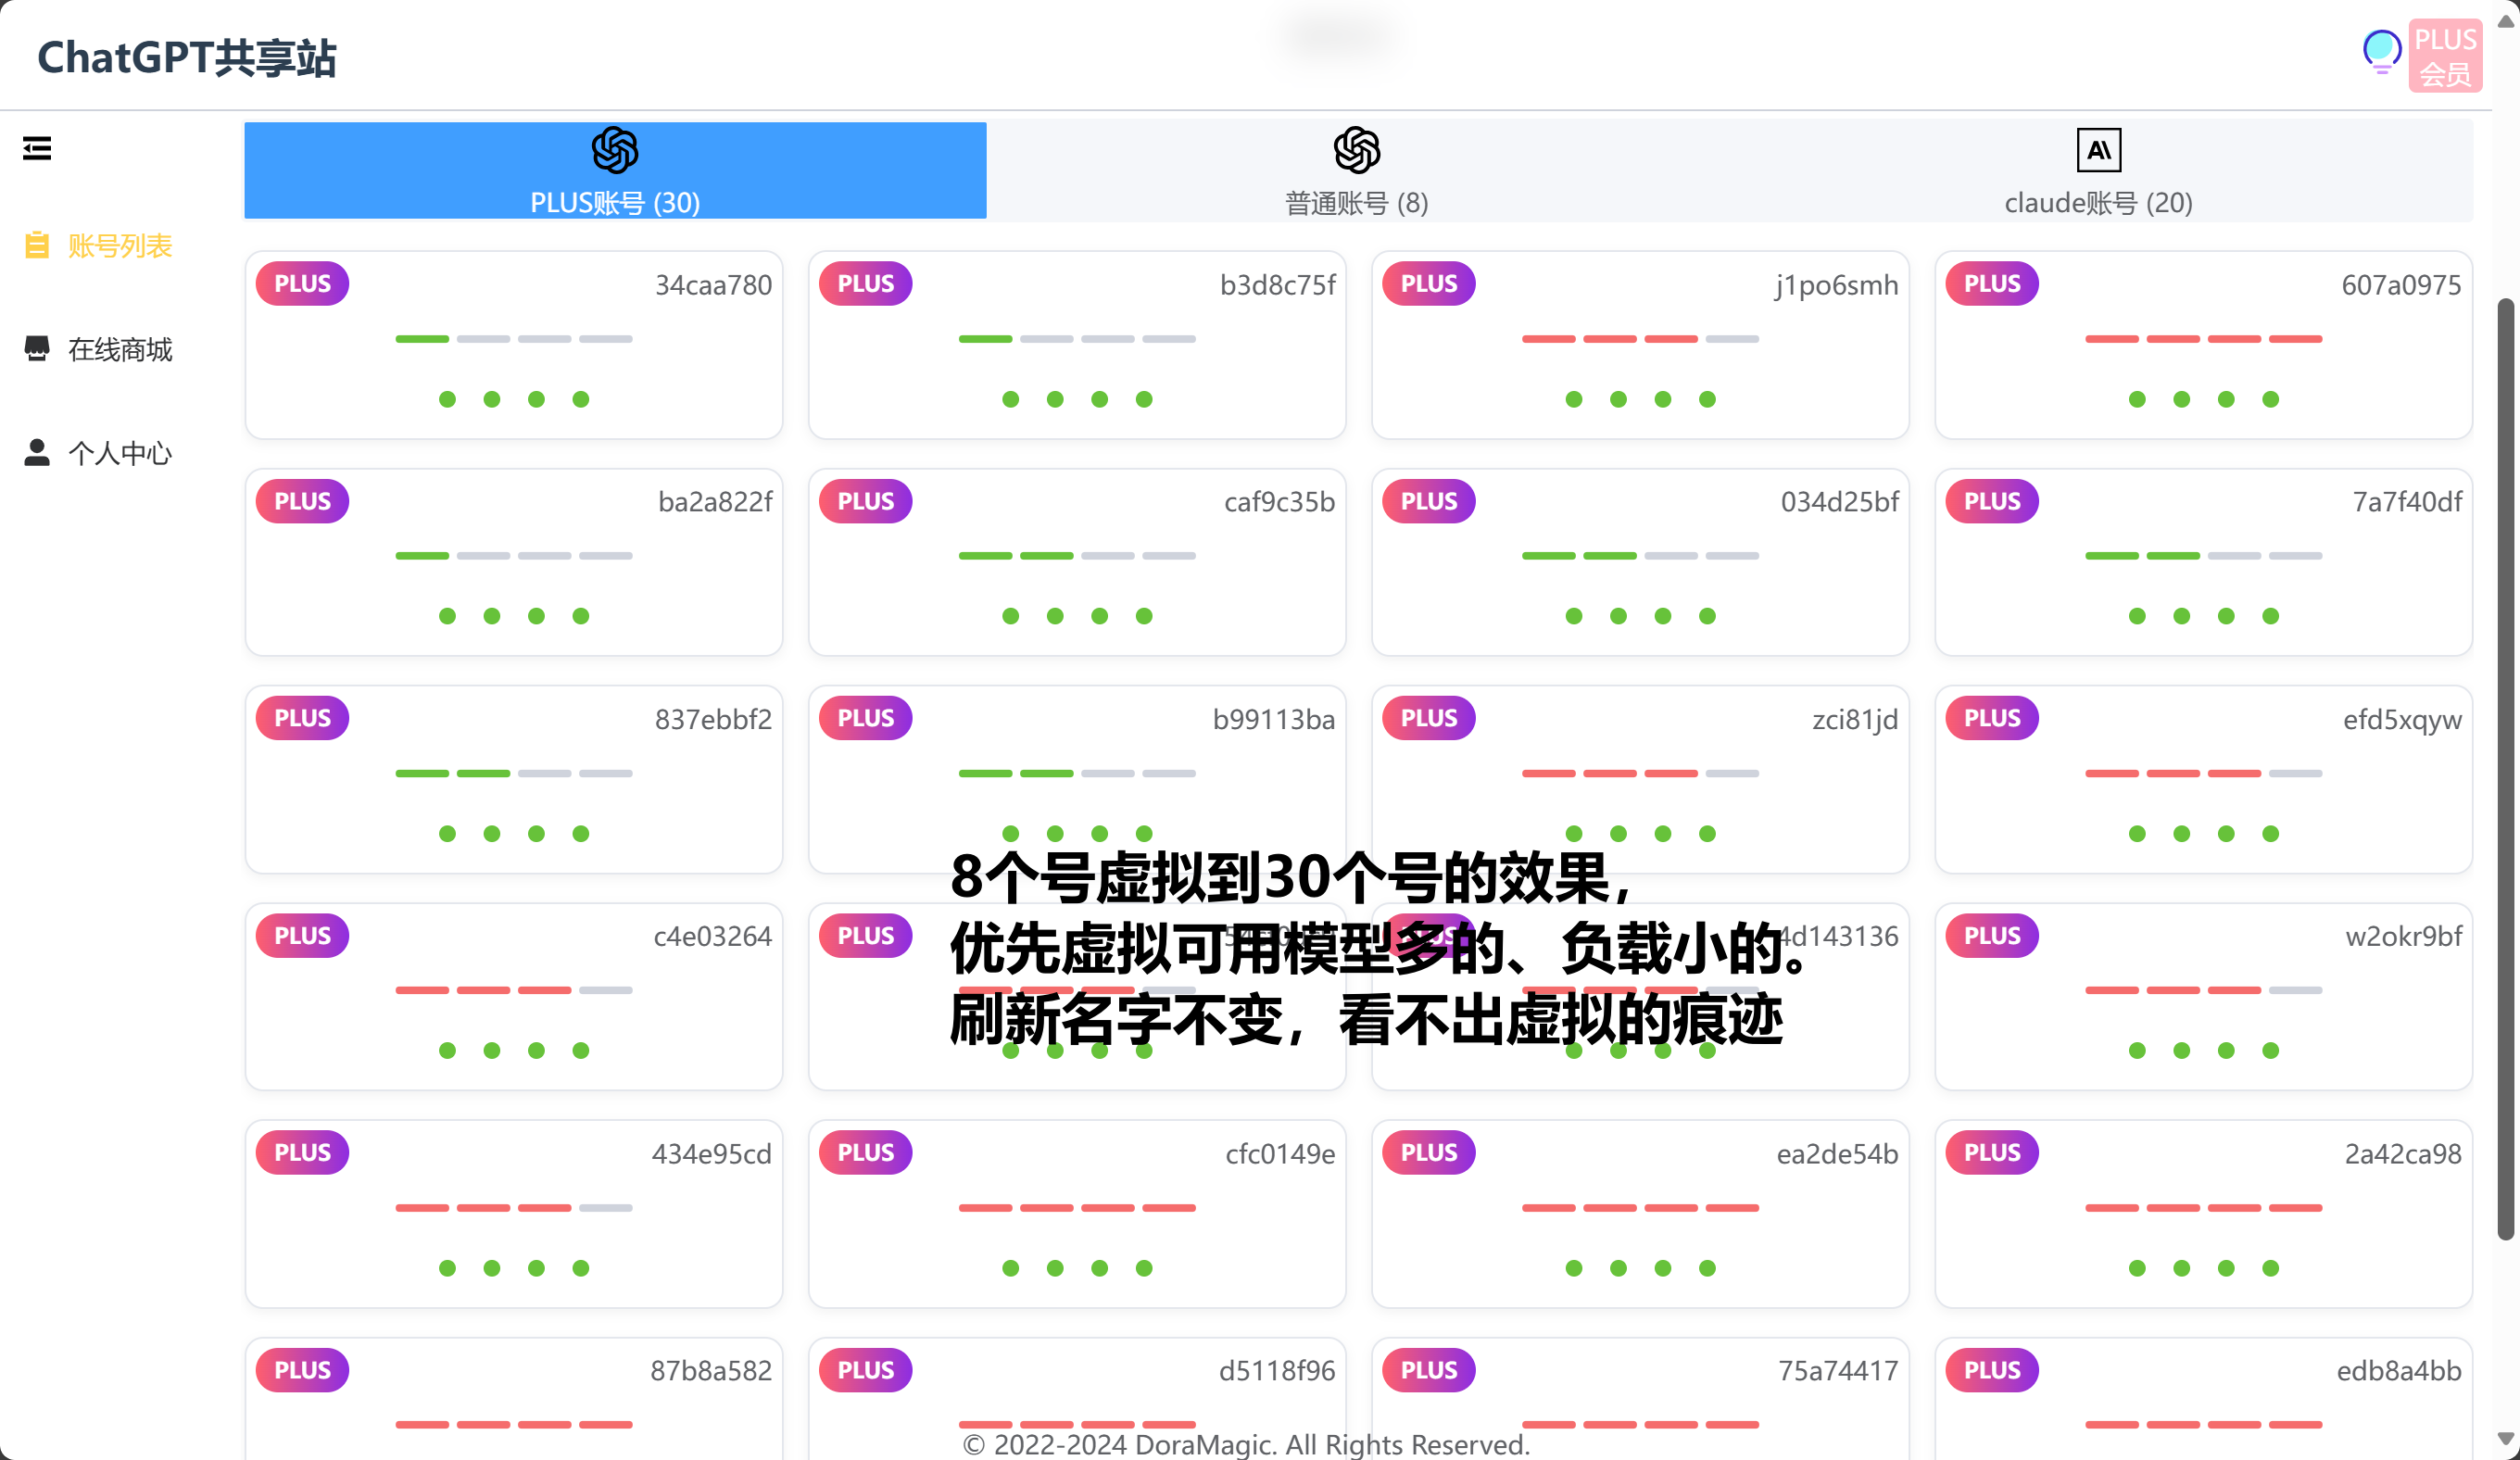 ChatGPT共享站
PLUS
会员
PLUS账号 (30)
普通账号 (8)
claude账号 (20)
账号列表
在线商城
个人中心
PLUS 34caa780
PLUS b3d8c75f
PLUS j1po6smh
PLUS 607a0975
PLUS ba2a822f
PLUS caf9c35b
PLUS 034d25bf
PLUS 7a7f40df
PLUS 837ebbf2
PLUS b99113ba
PLUS zci81jd
PLUS efd5xqyw
8个号虚拟到30个号的效果，
优先虚拟可用模型多的、负载小的。
刷新名字不变，看不出虚拟的痕迹
PLUS c4e03264
PLUS
PLUS 4d143136
PLUS w2okr9bf
PLUS 434e95cd
PLUS cfc0149e
PLUS ea2de54b
PLUS 2a42ca98
PLUS 87b8a582
PLUS d5118f96
PLUS 75a74417
PLUS edb8a4bb
© 2022-2024 DoraMagic. All Rights Reserved.